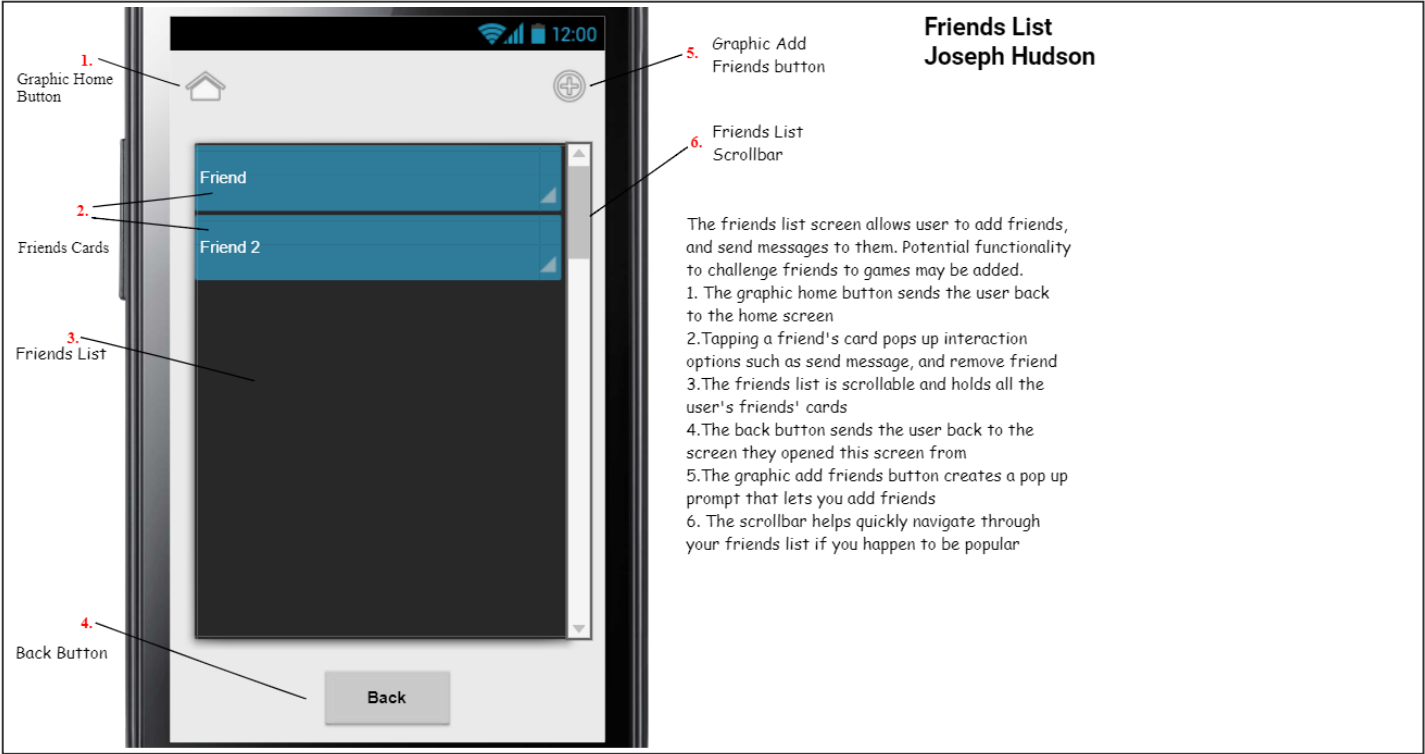 Friends List
Joseph Hudson
12:00
1.
Graphic Home
Button
5.
Graphic Add
Friends button
6.
Friends List
Scrollbar
Friend
2.
Friends Cards
Friend 2
3.
Friends List
4.
Back Button
Back
The friends list screen allows user to add friends,
and send messages to them. Potential functionality
to challenge friends to games may be added.
1. The graphic home button sends the user back
to the home screen
2.Tapping a friend's card pops up interaction
options such as send message, and remove friend
3.The friends list is scrollable and holds all the
user's friends' cards
4.The back button sends the user back to the
screen they opened this screen from
5.The graphic add friends button creates a pop up
prompt that lets you add friends
6. The scrollbar helps quickly navigate through
your friends list if you happen to be popular